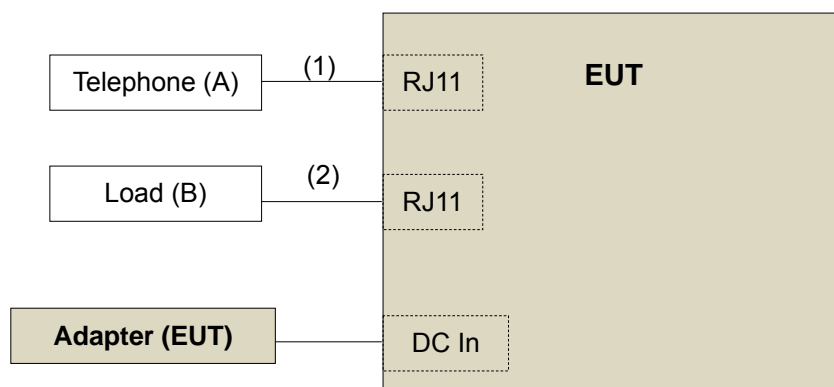 Telephone (A)
(1)
RJ11
EUT
Load (B)
(2)
RJ11
Adapter (EUT)
DC In